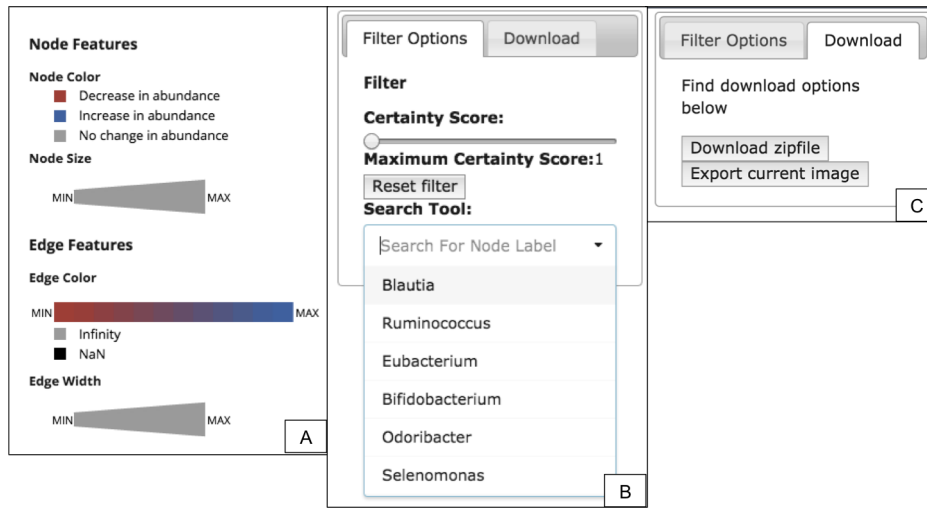 Node Features
Node Color
Decrease in abundance
Increase in abundance
No change in abundance
Node Size
MIN MAX
Edge Features
Edge Color
MIN MAX
Infinity
NaN
Edge Width
MIN MAX
A
Filter Options Download
Filter
Certainty Score:
Maximum Certainty Score:1
Reset filter
Search Tool:
Search For Node Label
Blautia
Ruminococcus
Eubacterium
Bifidobacterium
Odoribacter
Selenomonas
B
Filter Options Download
Find download options
below
Download zipfile
Export current image
C